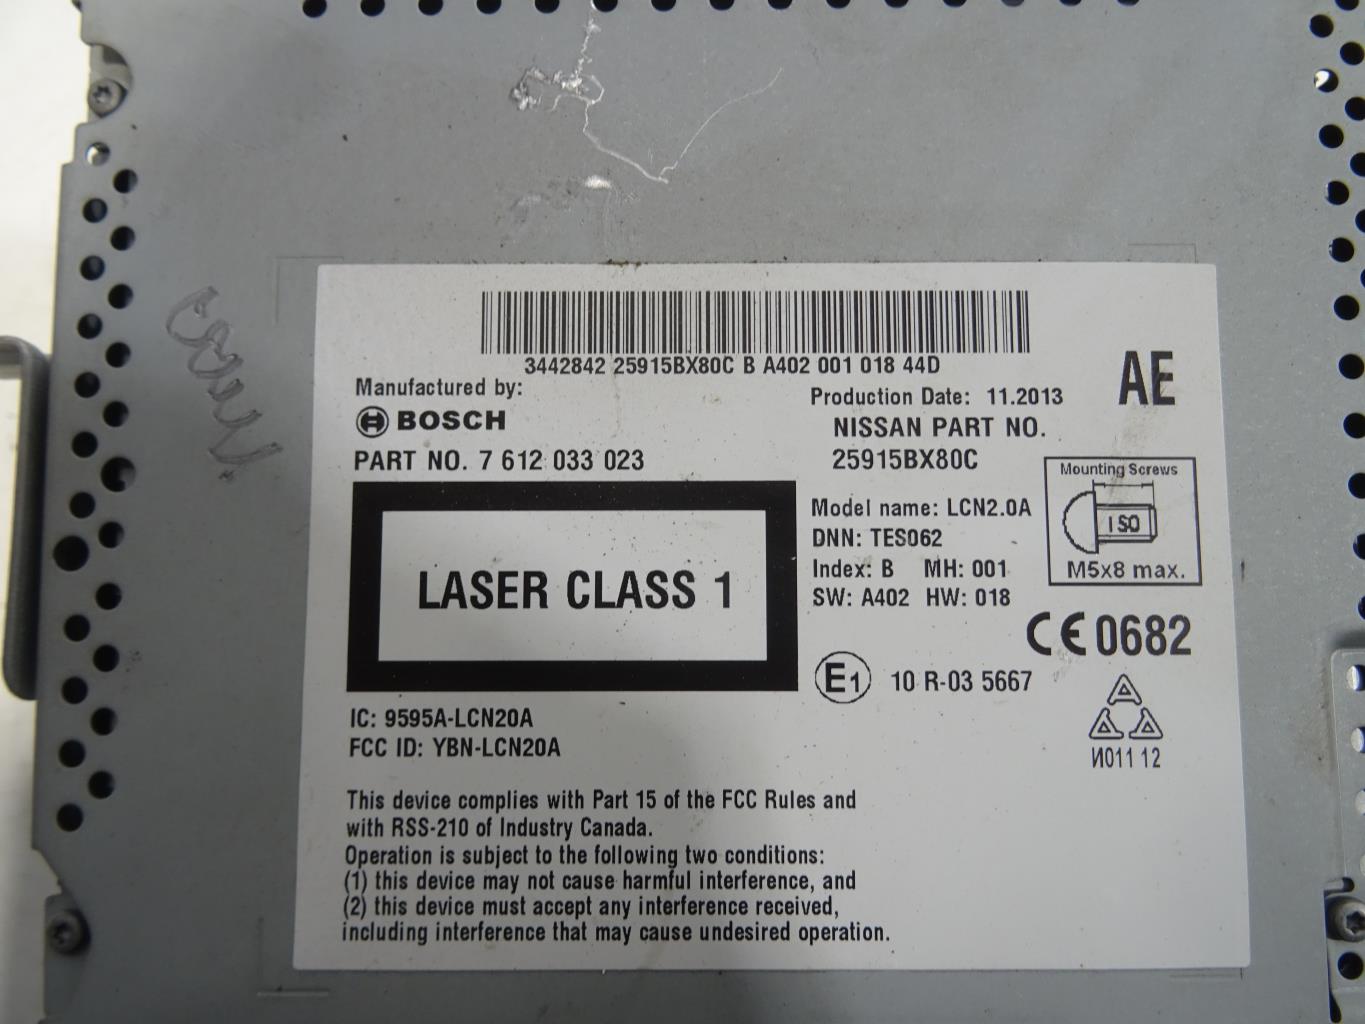 3442842 25915BX80C B A402 001 018 44D
Manufactured by:
BOSCH
PART NO. 7 612 033 023
Production Date: 11.2013
NISSAN PART NO.
25915BX80C
AE
Mounting Screws
ISO
M5x8 max.
LASER CLASS 1
Model name: LCN2.0A
DNN: TES062
Index: B MH: 001
SW: A402 HW: 018
CE 0682
E1 10 R-03 5667
И011 12
IC: 9595A-LCN20A
FCC ID: YBN-LCN20A
This device complies with Part 15 of the FCC Rules and
with RSS-210 of Industry Canada.
Operation is subject to the following two conditions:
(1) this device may not cause harmful interference, and
(2) this device must accept any interference received,
including interference that may cause undesired operation.